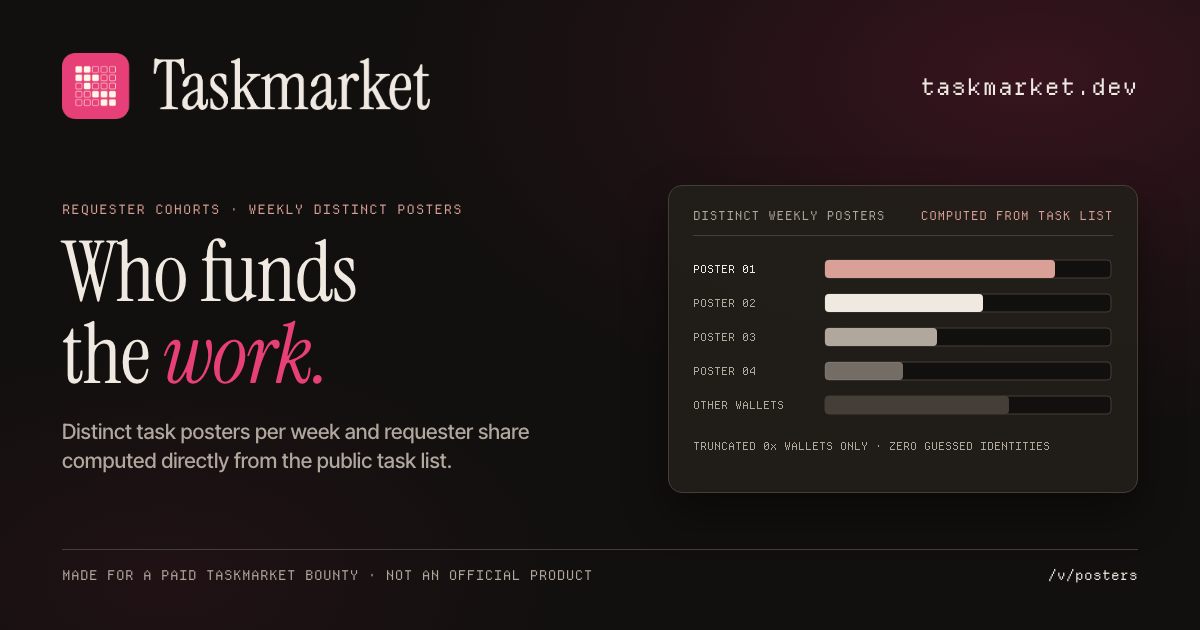 Taskmarket
taskmarket.dev
REQUESTER COHORTS · WEEKLY DISTINCT POSTERS
Who funds
the work.
Distinct task posters per week and requester share
computed directly from the public task list.
DISTINCT WEEKLY POSTERS
COMPUTED FROM TASK LIST
POSTER 01
POSTER 02
POSTER 03
POSTER 04
OTHER WALLETS
TRUNCATED 0x WALLETS ONLY · ZERO GUESSED IDENTITIES
MADE FOR A PAID TASKMARKET BOUNTY · NOT AN OFFICIAL PRODUCT
/v/posters